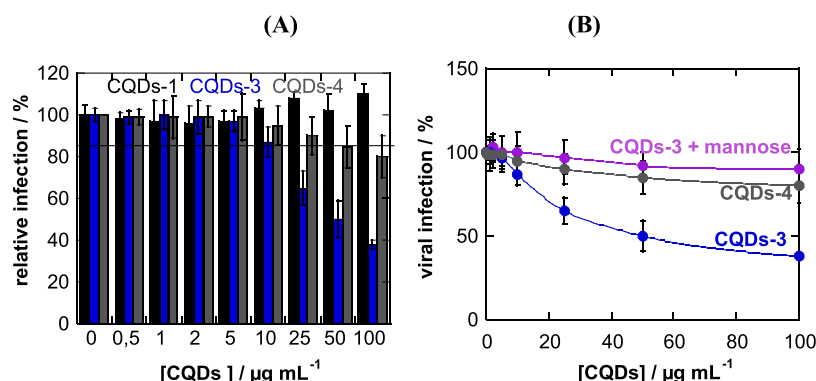 (A)
(B)
relative infection / %
120
100
80
60
40
20
0
CQDs-1 CQDs-3 CQDs-4
0 0,5 1 2 5 10 25 50 100
[CQDs ] / µg mL⁻¹
viral infection / %
150
100
50
0
CQDs-3 + mannose
CQDs-4
CQDs-3
0 20 40 60 80 100
[CQDs] / µg mL⁻¹